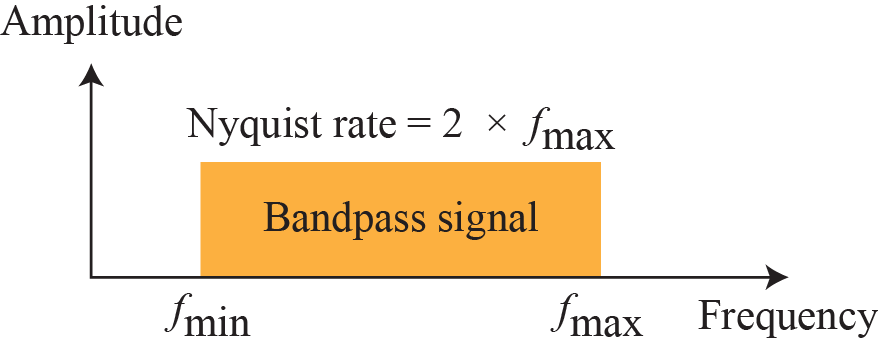 Amplitude
Nyquist rate = 2 × fmax
Bandpass signal
fmin
fmax
Frequency